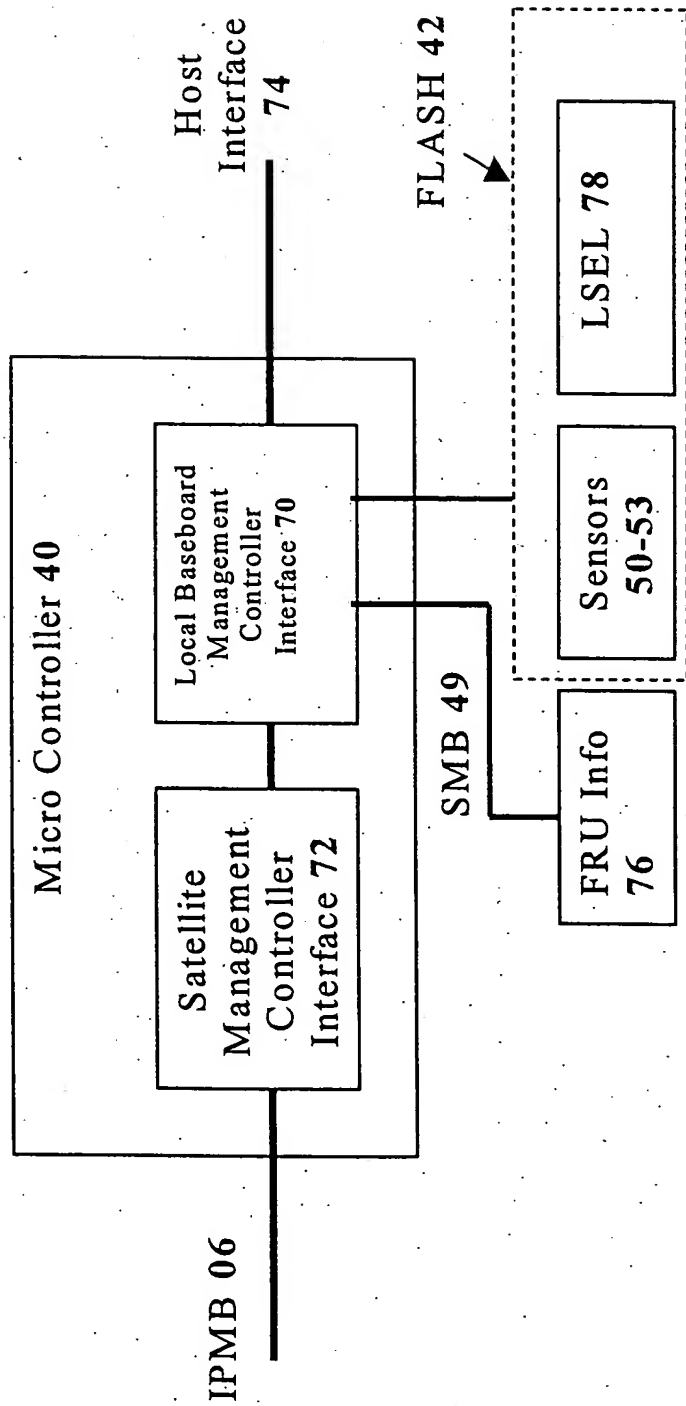 Micro Controller 40
IPMB 06
Satellite
Management
Controller
Interface 72
Local Baseboard
Management
Controller
Interface 70
Host
Interface
74
SMB 49
FLASH 42
FRU Info
76
Sensors
50-53
LSEL 78